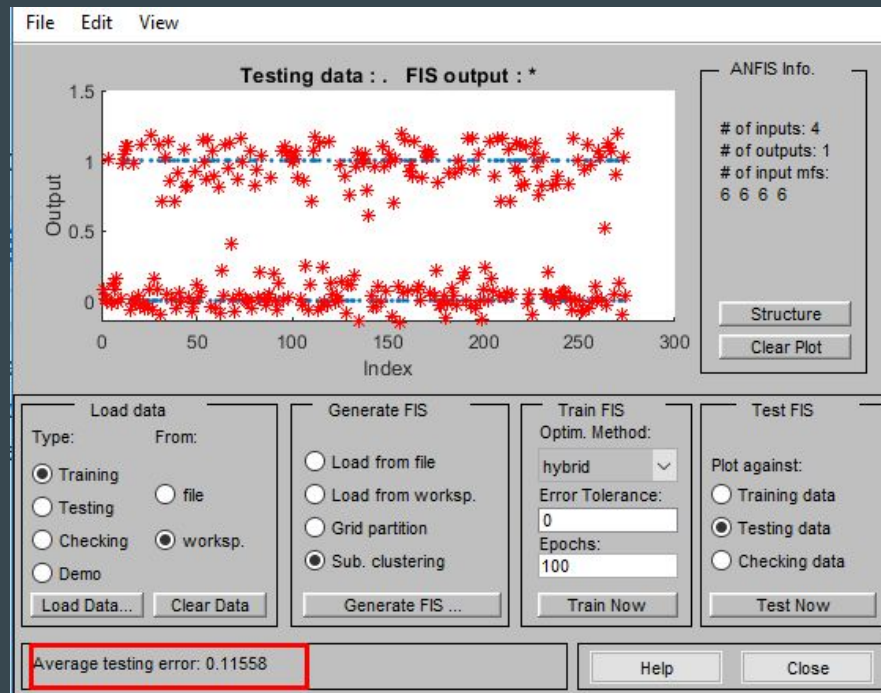 File Edit View
Testing data : . FIS output : *
1.5
1
0.5
0
Output
0 50 100 150 200 250 300
Index
ANFIS Info.
# of inputs: 4
# of outputs: 1
# of input mfs:
6 6 6 6
Structure
Clear Plot
Load data
Type: From:
Training
Testing
Checking
Demo
file
worksp.
Load Data... Clear Data
Generate FIS
Load from file
Load from worksp.
Grid partition
Sub. clustering
Generate FIS ...
Train FIS
Optim. Method:
hybrid
Error Tolerance:
0
Epochs:
100
Train Now
Test FIS
Plot against:
Training data
Testing data
Checking data
Test Now
Average testing error: 0.11558
Help Close